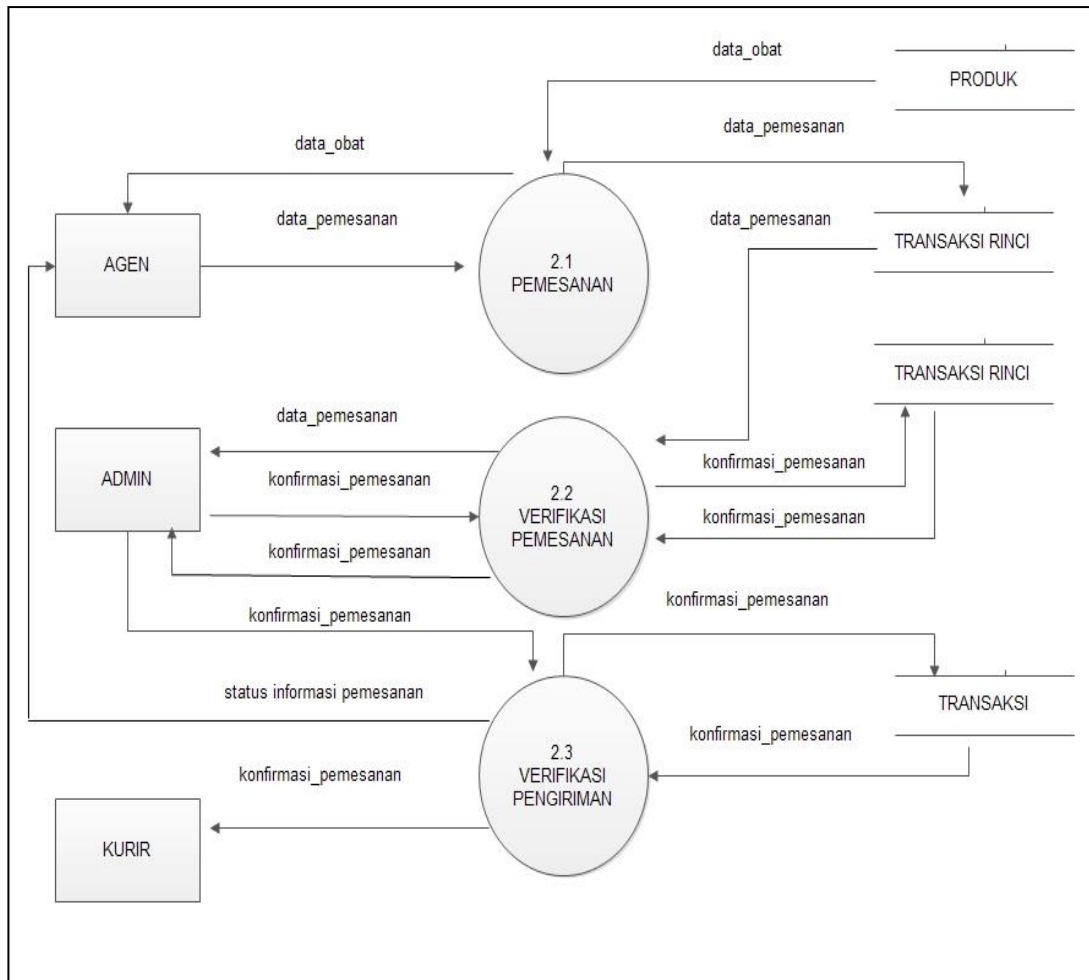 data_obat
PRODUK
data_pemesanan
data_obat
data_pemesanan
data_pemesanan
TRANSAKSI RINCI
AGEN
2.1
PEMESANAN
TRANSAKSI RINCI
data_pemesanan
konfirmasi_pemesanan
ADMIN
konfirmasi_pemesanan
2.2
VERIFIKASI
PEMESANAN
konfirmasi_pemesanan
konfirmasi_pemesanan
konfirmasi_pemesanan
konfirmasi_pemesanan
status informasi pemesanan
TRANSAKSI
konfirmasi_pemesanan
2.3
VERIFIKASI
PENGIRIMAN
konfirmasi_pemesanan
KURIR